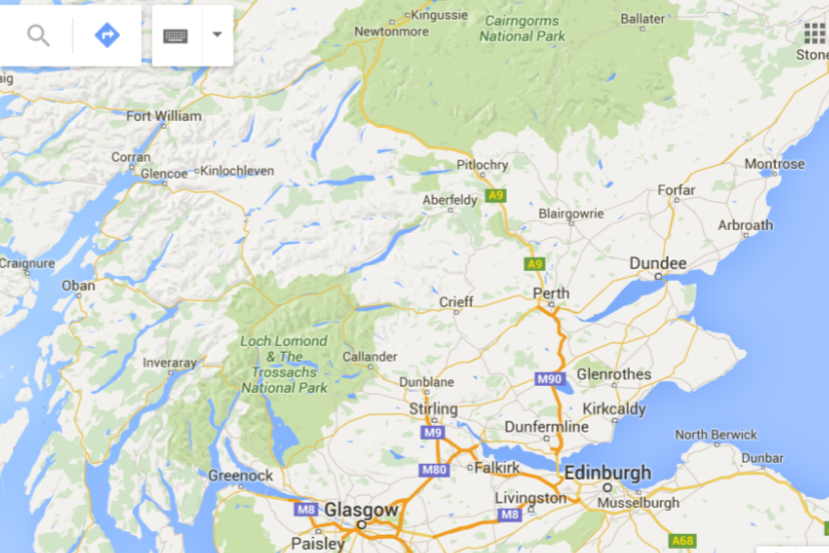 Kingussie
Newtonmore
Cairngorms
National Park
Ballater
Stone
aig
Fort William
Corran
Glencoe
Kinlochleven
Pitlochry
Montrose
A9
Aberfeldy
Forfar
Blairgowrie
Arbroath
Craignure
A9
Dundee
Oban
Perth
Crieff
Loch Lomond
& The
Trossachs
National Park
Inveraray
Callander
Dunblane
M90
Glenrothes
Stirling
Kirkcaldy
M9
Dunfermline
North Berwick
Dunbar
M80
Falkirk
Edinburgh
Greenock
Livingston
Musselburgh
M8
Glasgow
M8
Paisley
A68